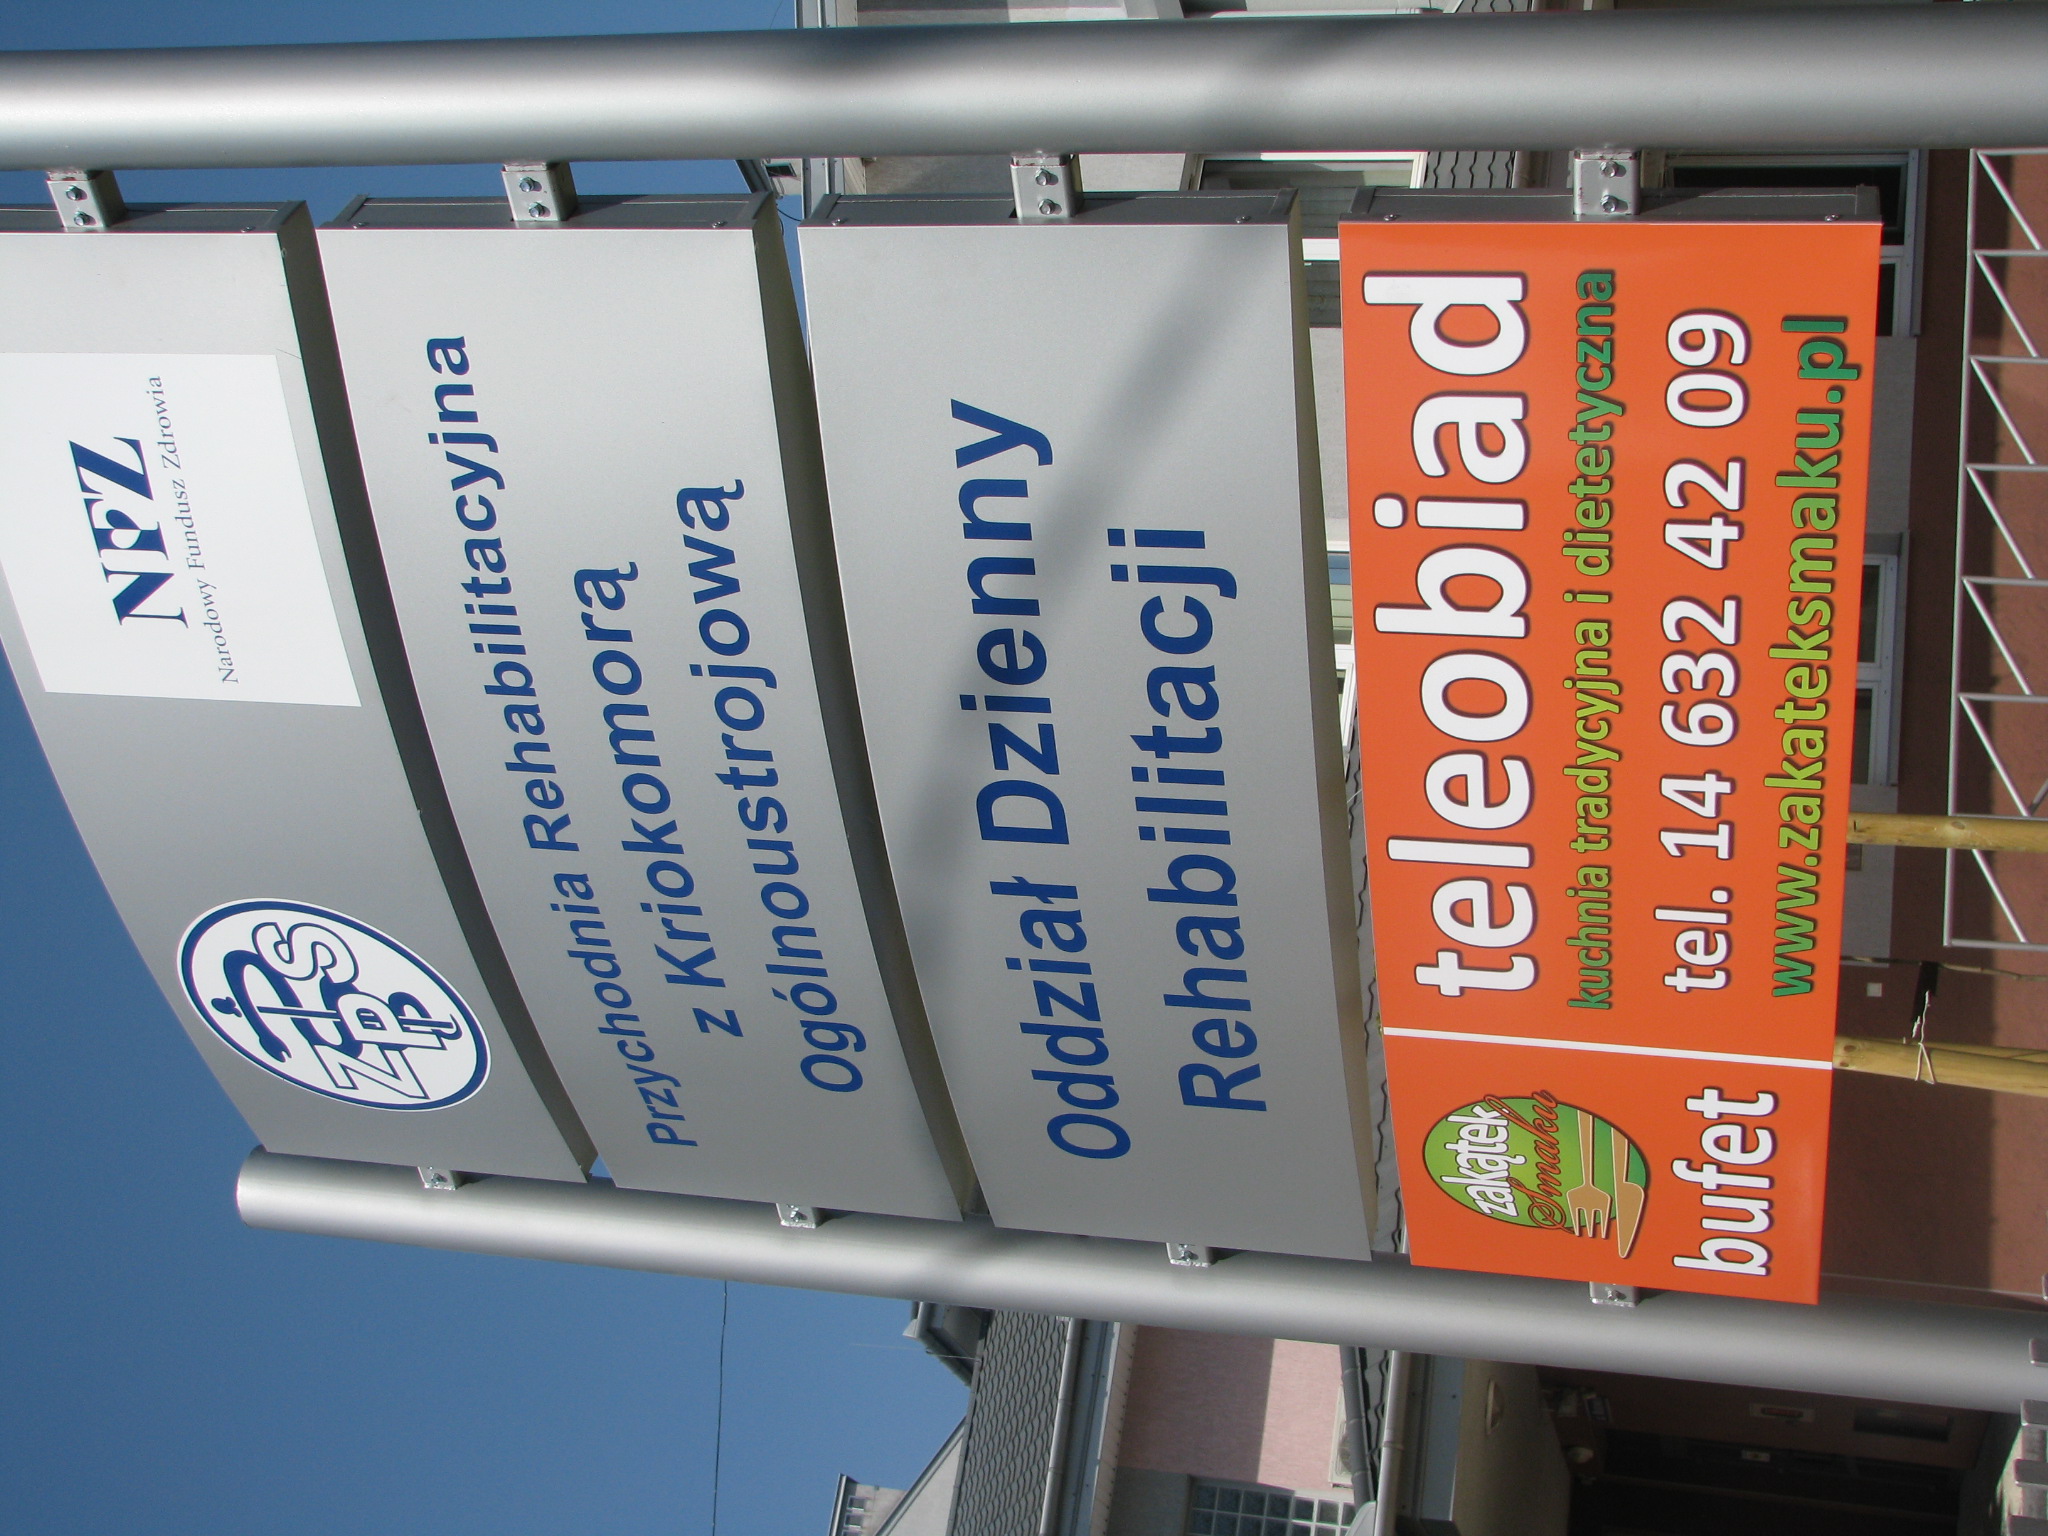 ZPS
ZBP
NFZ
Narodowy Fundusz Zdrowia
Przychodnia Rehabilitacyjna
z Kriokomorą
Ogólnoustrojową
Oddział Dzienny
Rehabilitacji
zakątek
Smaku
bufet
teleobiad
kuchnia tradycyjna i dietetyczna
tel. 14 632 42 09
www.zakateksmaku.pl